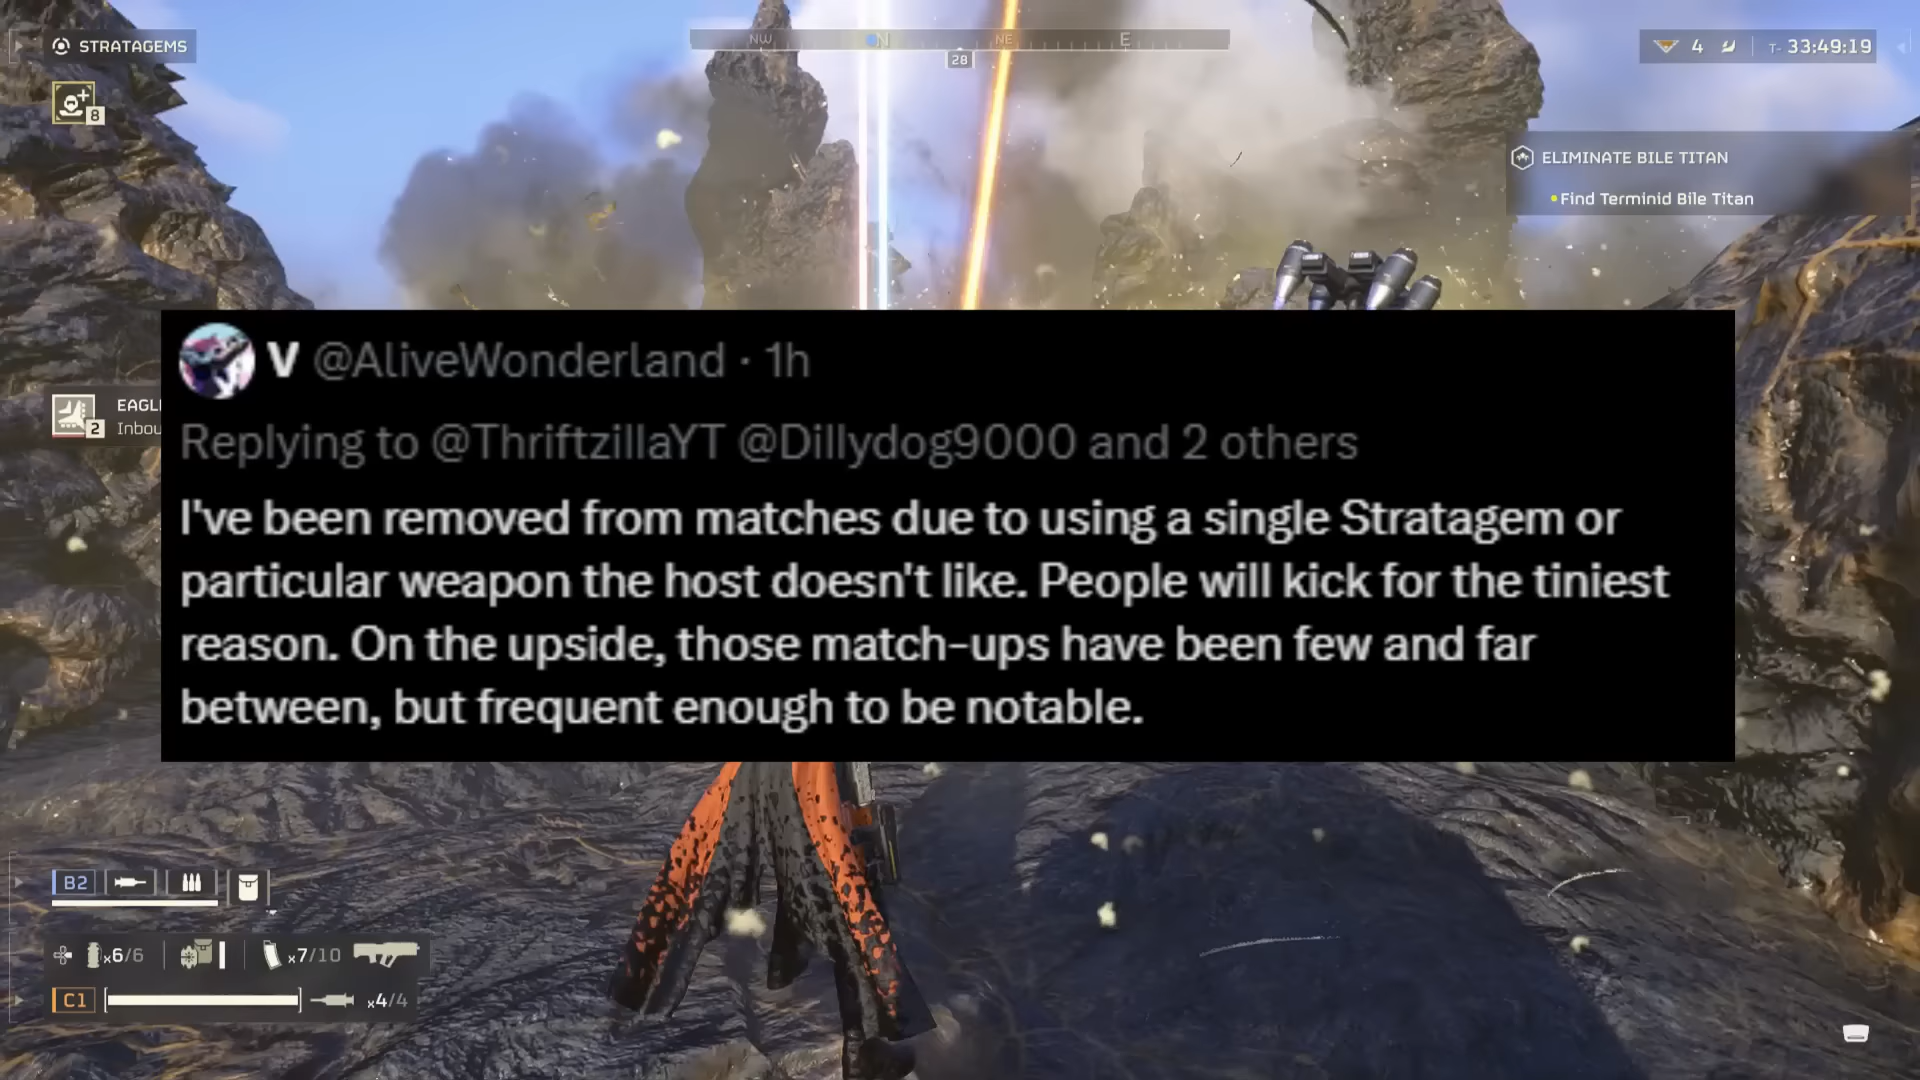 STRATAGEMS
NW N NE E
28
4 T- 33:49:19
8
ELIMINATE BILE TITAN
Find Terminid Bile Titan
V @AliveWonderland · 1h
Replying to @ThriftzillaYT @Dillydog9000 and 2 others
I've been removed from matches due to using a single Stratagem or
particular weapon the host doesn't like. People will kick for the tiniest
reason. On the upside, those match-ups have been few and far
between, but frequent enough to be notable.
EAGL
Inbou
2
B2
x6/6 x7/10
C1 x4/4